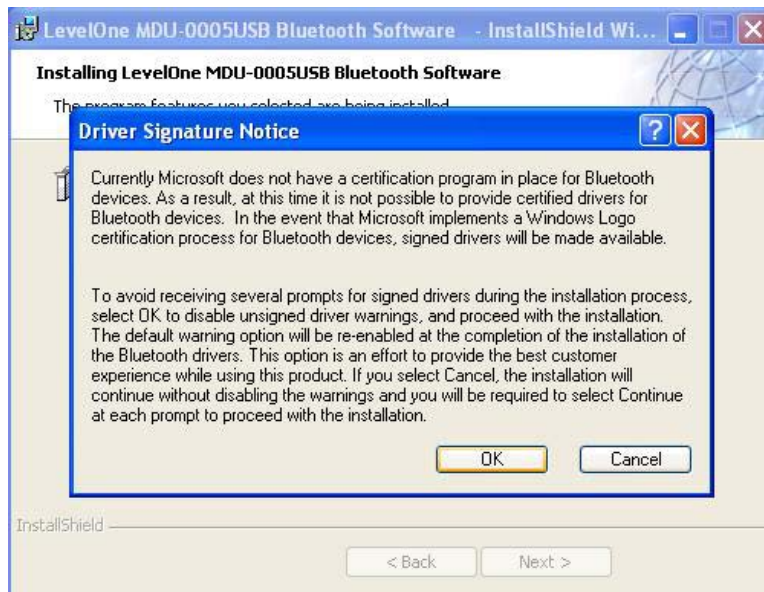 LevelOne MDU-0005USB Bluetooth Software - InstallShield Wi...
Installing LevelOne MDU-0005USB Bluetooth Software
The program features you selected are being installed.
Driver Signature Notice
Currently Microsoft does not have a certification program in place for Bluetooth
devices. As a result, at this time it is not possible to provide certified drivers for
Bluetooth devices. In the event that Microsoft implements a Windows Logo
certification process for Bluetooth devices, signed drivers will be made available.
To avoid receiving several prompts for signed drivers during the installation process,
select OK to disable unsigned driver warnings, and proceed with the installation.
The default warning option will be re-enabled at the completion of the installation of
the Bluetooth drivers. This option is an effort to provide the best customer
experience while using this product. If you select Cancel, the installation will
continue without disabling the warnings and you will be required to select Continue
at each prompt to proceed with the installation.
OK Cancel
InstallShield
< Back Next >